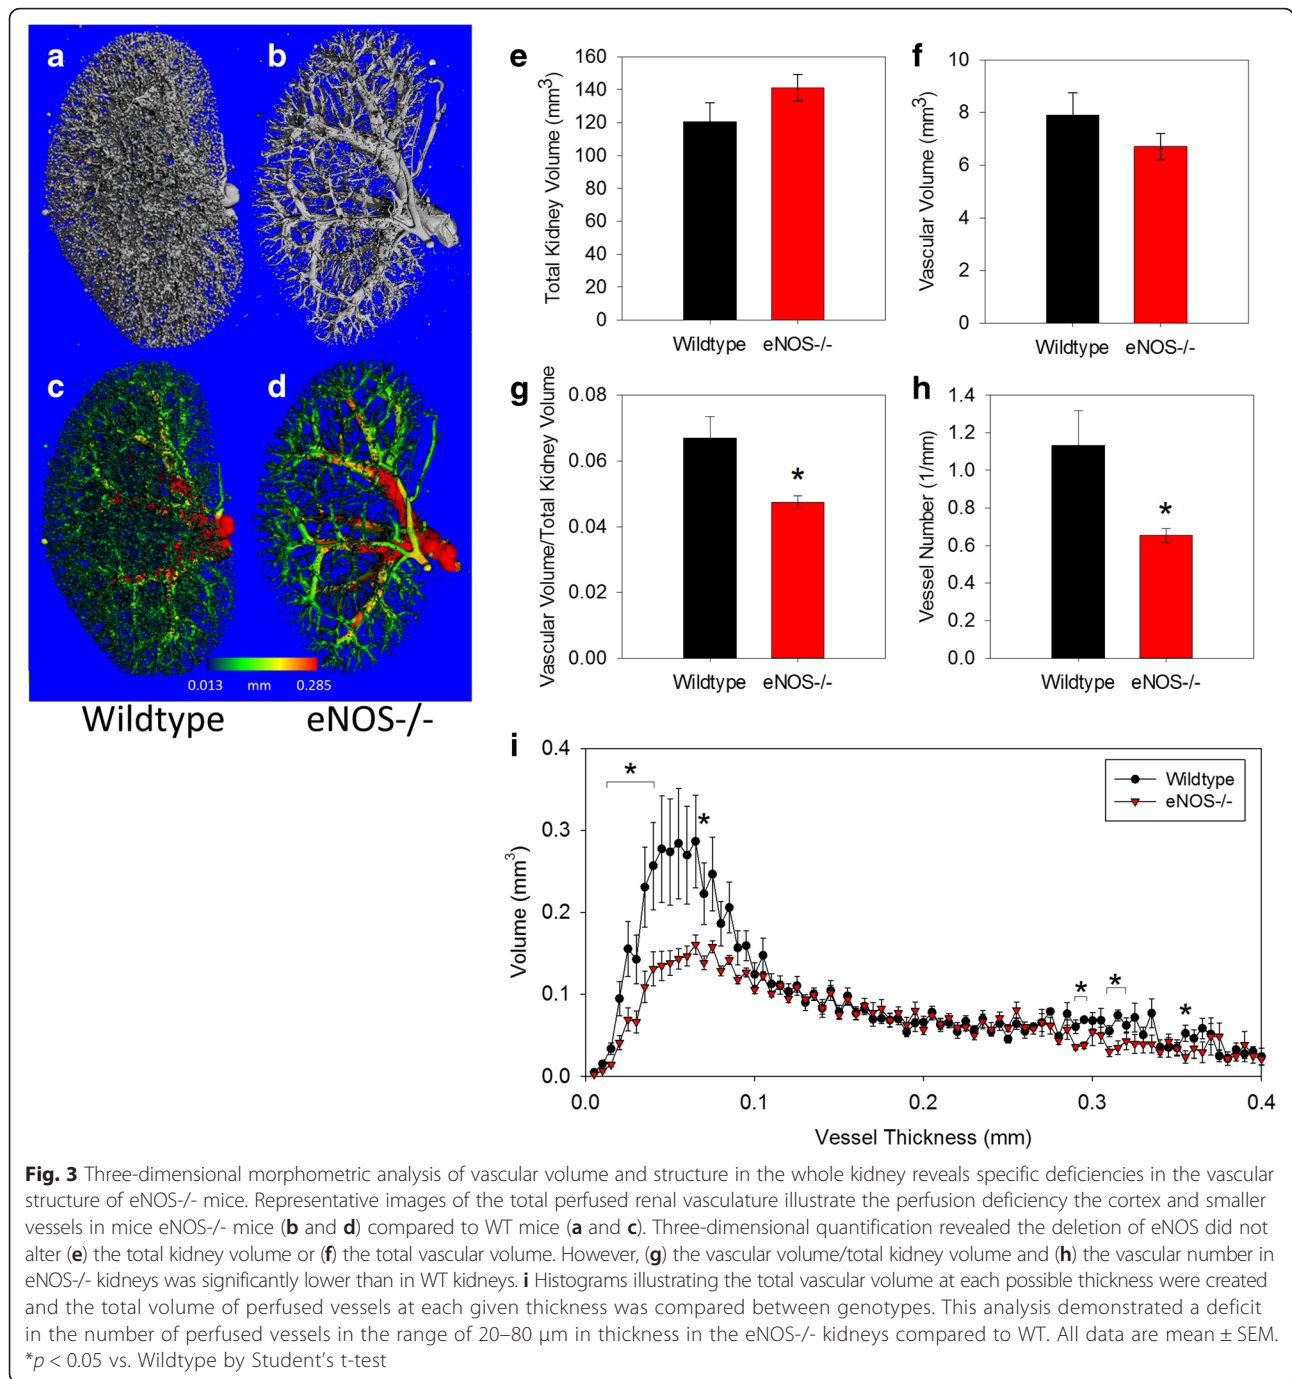 a
b
c
d
0.013 mm 0.285
Wildtype eNOS-/-
e
Total Kidney Volume (mm3)
160
140
120
100
80
60
40
20
0
Wildtype eNOS-/-
f
Vascular Volume (mm3)
10
8
6
4
2
0
Wildtype eNOS-/-
g
Vascular Volume/Total Kidney Volume
0.08
0.06
0.04
0.02
0.00
*
Wildtype eNOS-/-
h
Vessel Number (1/mm)
1.4
1.2
1.0
0.8
0.6
0.4
0.2
0.0
*
Wildtype eNOS-/-
i
Volume (mm3)
0.4
0.3
0.2
0.1
0.0
*
*
*
*
*
Wildtype
eNOS-/-
0.0 0.1 0.2 0.3 0.4
Vessel Thickness (mm)
Fig. 3 Three-dimensional morphometric analysis of vascular volume and structure in the whole kidney reveals specific deficiencies in the vascular
structure of eNOS-/- mice. Representative images of the total perfused renal vasculature illustrate the perfusion deficiency the cortex and smaller
vessels in mice eNOS-/- mice (b and d) compared to WT mice (a and c). Three-dimensional quantification revealed the deletion of eNOS did not
alter (e) the total kidney volume or (f) the total vascular volume. However, (g) the vascular volume/total kidney volume and (h) the vascular number in
eNOS-/- kidneys was significantly lower than in WT kidneys. i Histograms illustrating the total vascular volume at each possible thickness were created
and the total volume of perfused vessels at each given thickness was compared between genotypes. This analysis demonstrated a deficit
in the number of perfused vessels in the range of 20–80 μm in thickness in the eNOS-/- kidneys compared to WT. All data are mean ± SEM.
*p < 0.05 vs. Wildtype by Student's t-test